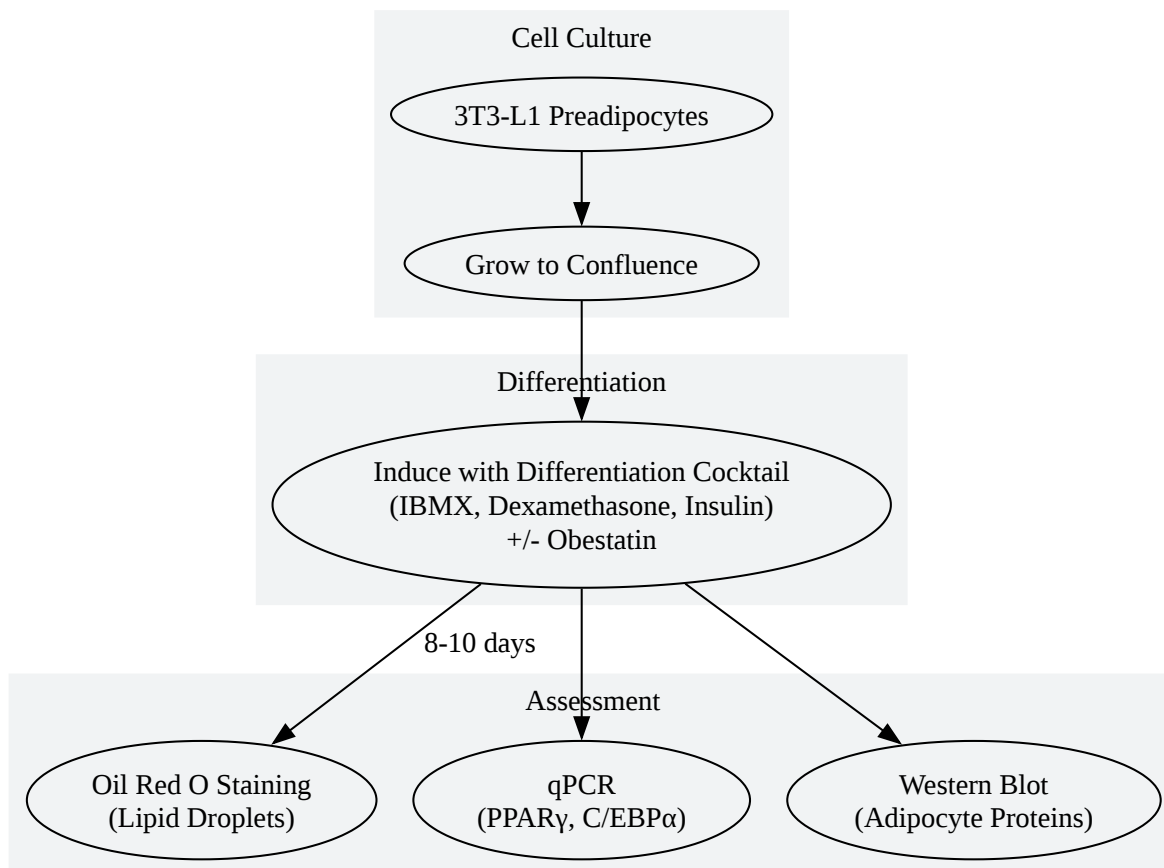 Cell Culture
3T3-L1 Preadipocytes
Grow to Confluence
Differentiation
Induce with Differentiation Cocktail
(IBMX, Dexamethasone, Insulin)
+/- Obestatin
8-10 days
Assessment
Oil Red O Staining
(Lipid Droplets)
qPCR
(PPARγ, C/EBPα)
Western Blot
(Adipocyte Proteins)